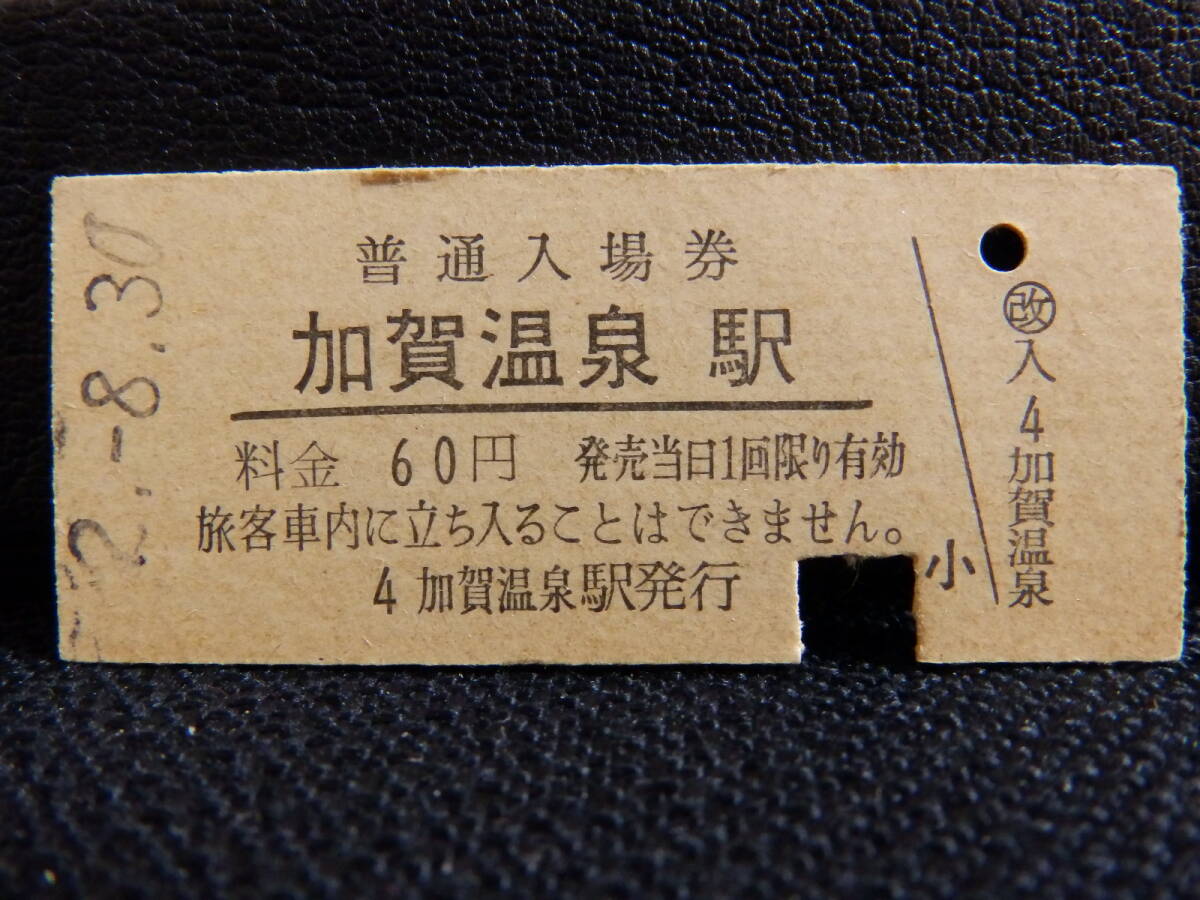 2.-8.30
普通入場券
加賀温泉駅
料金 60円 発売当日1回限り有効
旅客車内に立ち入ることはできません。
4 加賀温泉駅発行
小
㊢入 4 加賀温泉